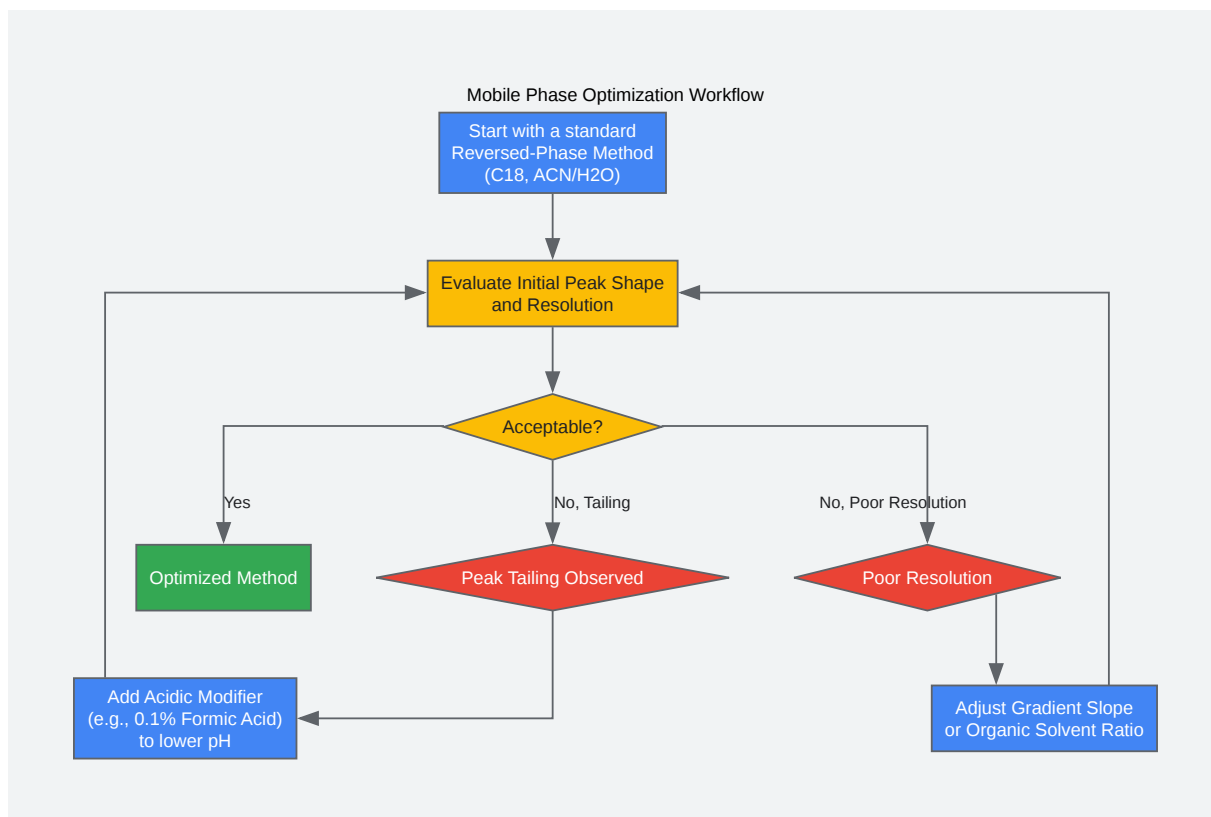 Mobile Phase Optimization Workflow
Start with a standard
Reversed-Phase Method
(C18, ACN/H2O)
Evaluate Initial Peak Shape
and Resolution
Acceptable?
Yes
No, Tailing
No, Poor Resolution
Optimized Method
Peak Tailing Observed
Poor Resolution
Add Acidic Modifier
(e.g., 0.1% Formic Acid)
to lower pH
Adjust Gradient Slope
or Organic Solvent Ratio